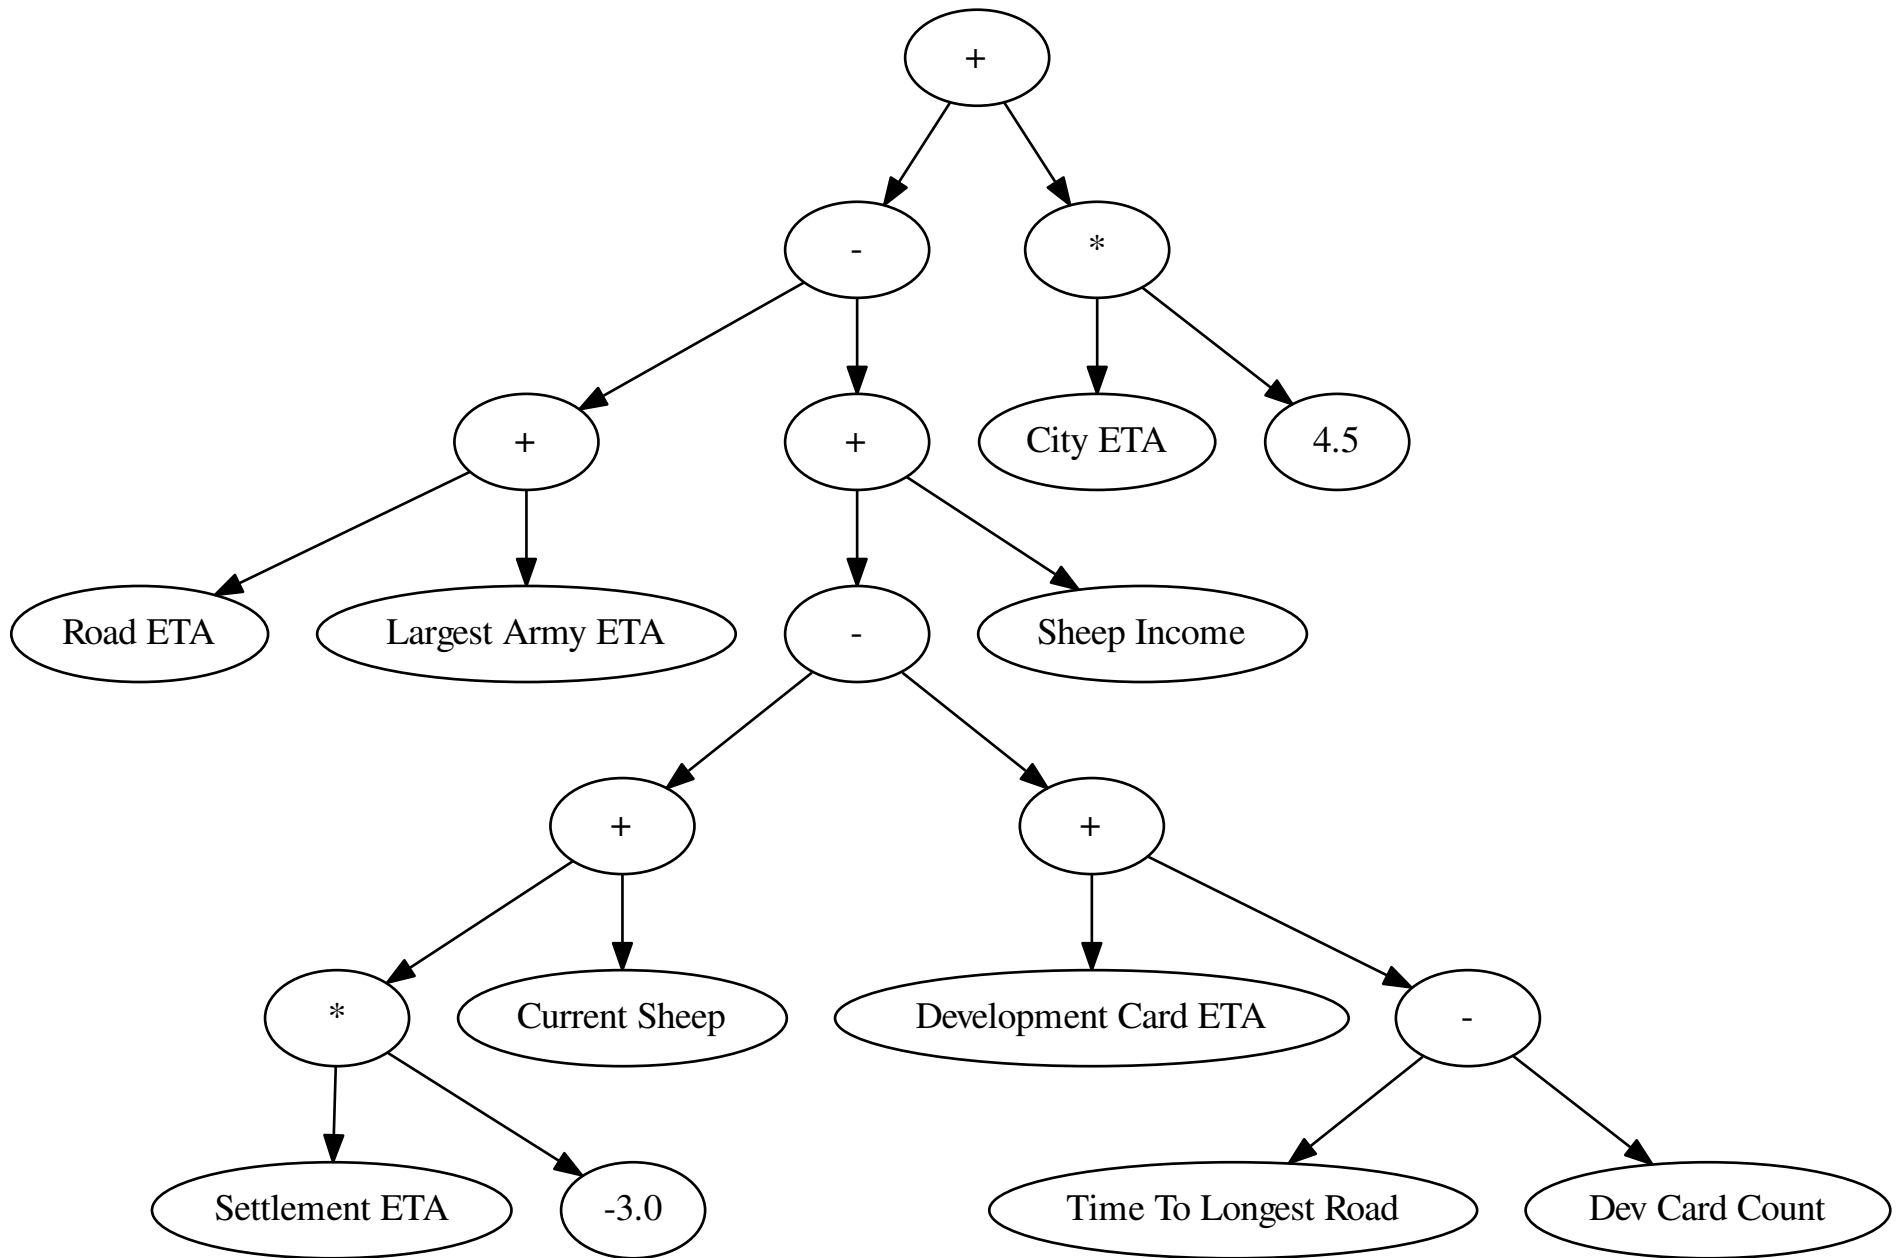 +
-
*
+
+
City ETA
4.5
Road ETA
Largest Army ETA
-
Sheep Income
+
+
*
Current Sheep
Development Card ETA
-
Settlement ETA
-3.0
Time To Longest Road
Dev Card Count